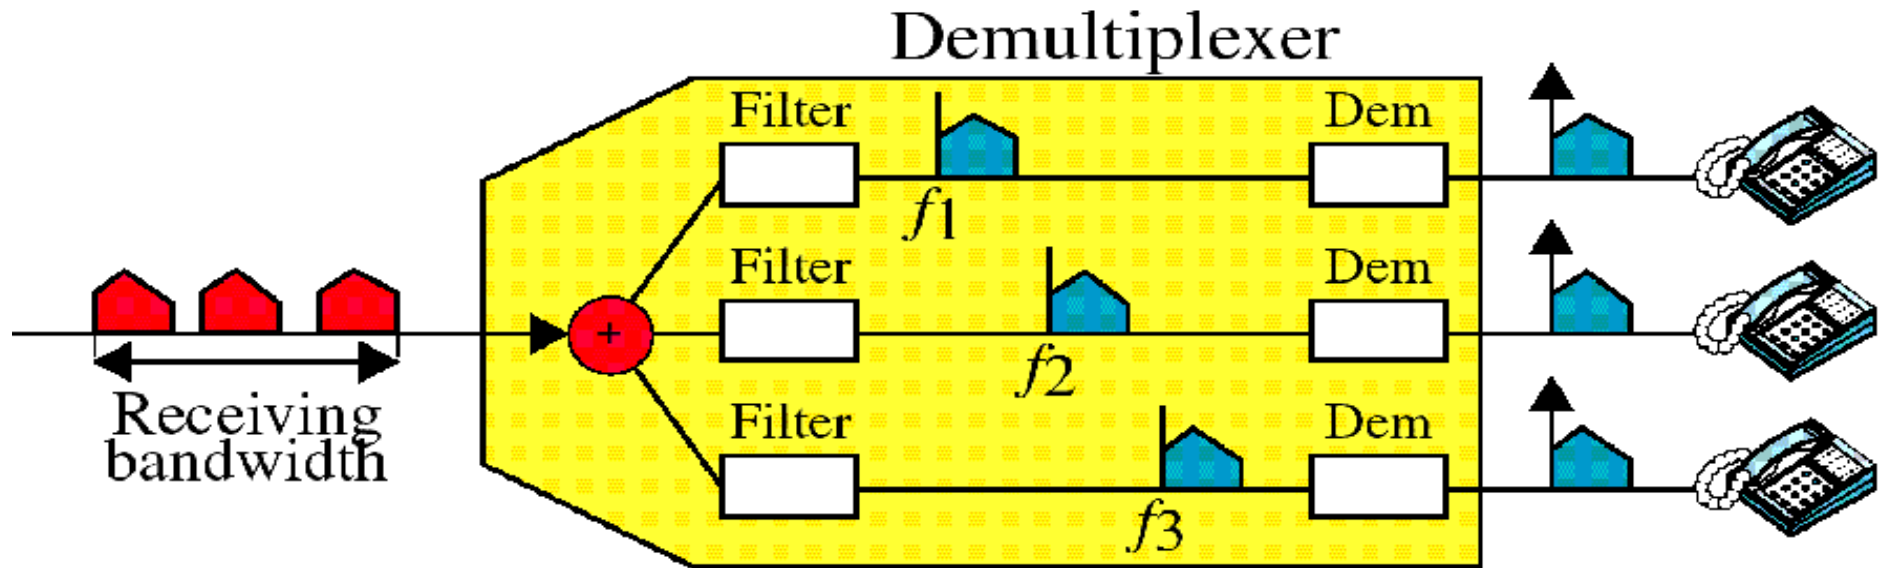 Demultiplexer
Filter
Dem
f1
Filter
Dem
+
f2
Receiving
bandwidth
Filter
Dem
f3